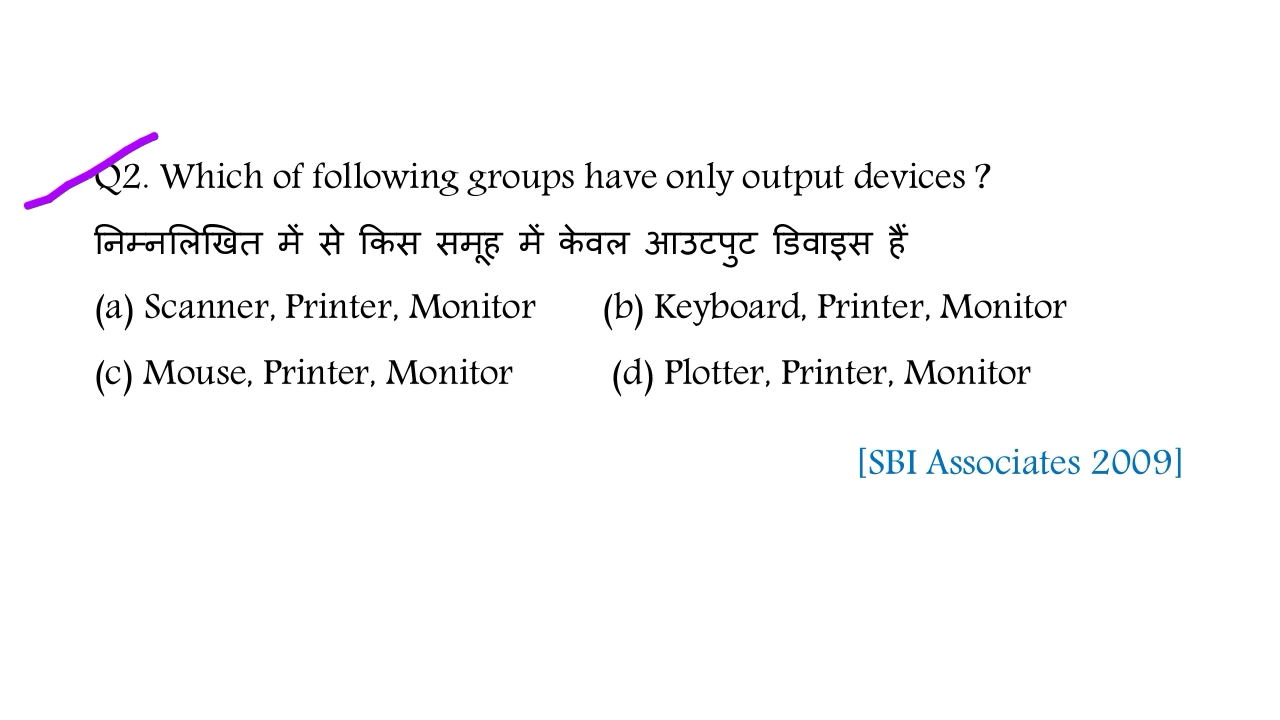 Q2. Which of following groups have only output devices ?
निम्नलिखित में से किस समूह में केवल आउटपुट डिवाइस हैं
(a) Scanner, Printer, Monitor (b) Keyboard, Printer, Monitor
(c) Mouse, Printer, Monitor (d) Plotter, Printer, Monitor
[SBI Associates 2009]